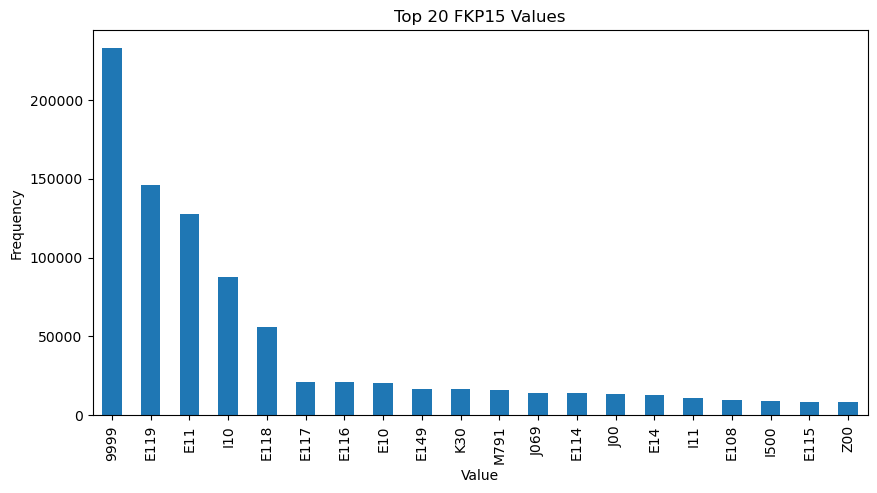 Top 20 FKP15 Values
Frequency
200000
150000
100000
50000
0
9999 E119 E11 I10 E118 E117 E116 E10 E149 K30 M791 J069 E114 J00 E14 I11 E108 I500 E115 Z00
Value